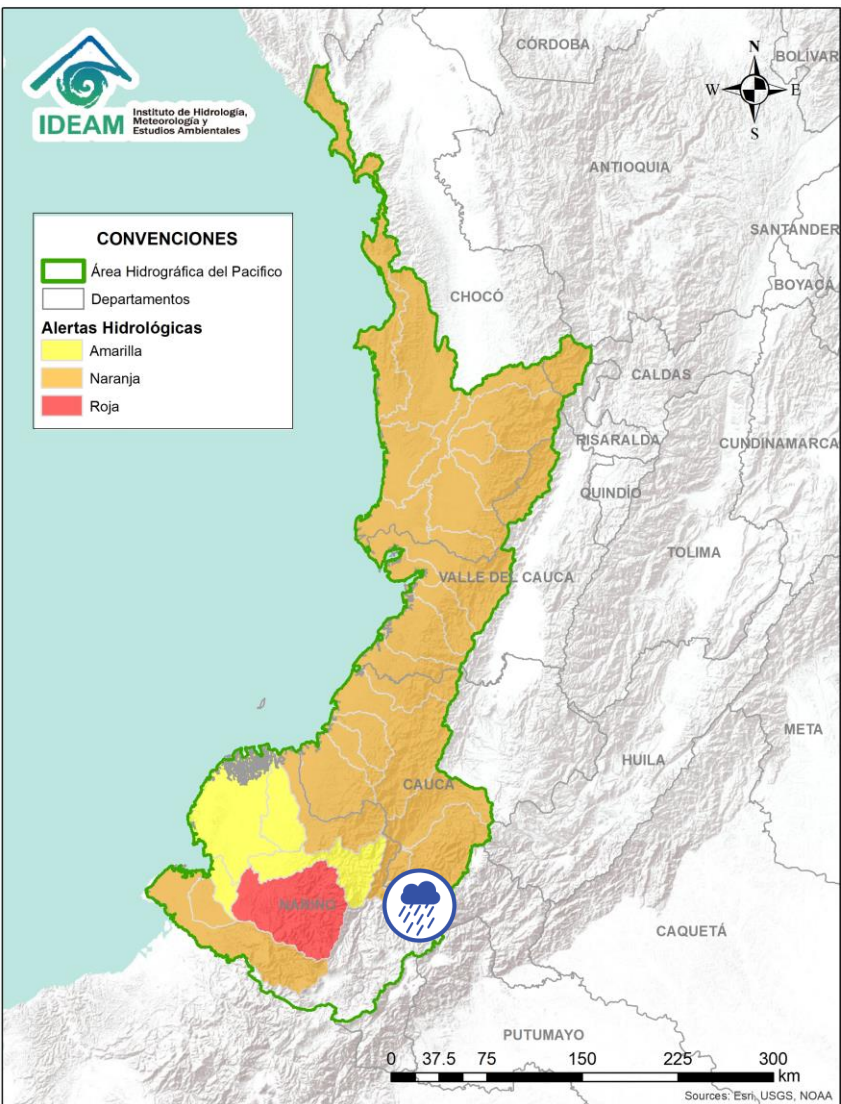 CÓRDOBA
N
BOLÍVAR
W
E
S
IDEAM
Instituto de Hidrología,
Meteorología y
Estudios Ambientales
ANTIOQUIA
SANTANDER
CONVENCIONES
Área Hidrográfica del Pacifico
Departamentos
Alertas Hidrológicas
Amarilla
Naranja
Roja
BOYACÁ
CHOCÓ
CALDAS
RISARALDA
CUNDINAMARCA
QUINDÍO
TOLIMA
VALLE DEL CAUCA
META
HUILA
CAUCA
NARIÑO
CAQUETÁ
PUTUMAYO
0 37.5 75 150 225 300
km
Sources: Esri, USGS, NOAA